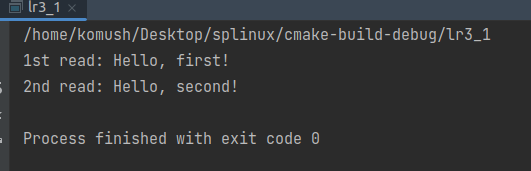 lr3_1 ×
/home/komush/Desktop/splinux/cmake-build-debug/lr3_1
1st read: Hello, first!
2nd read: Hello, second!
Process finished with exit code 0